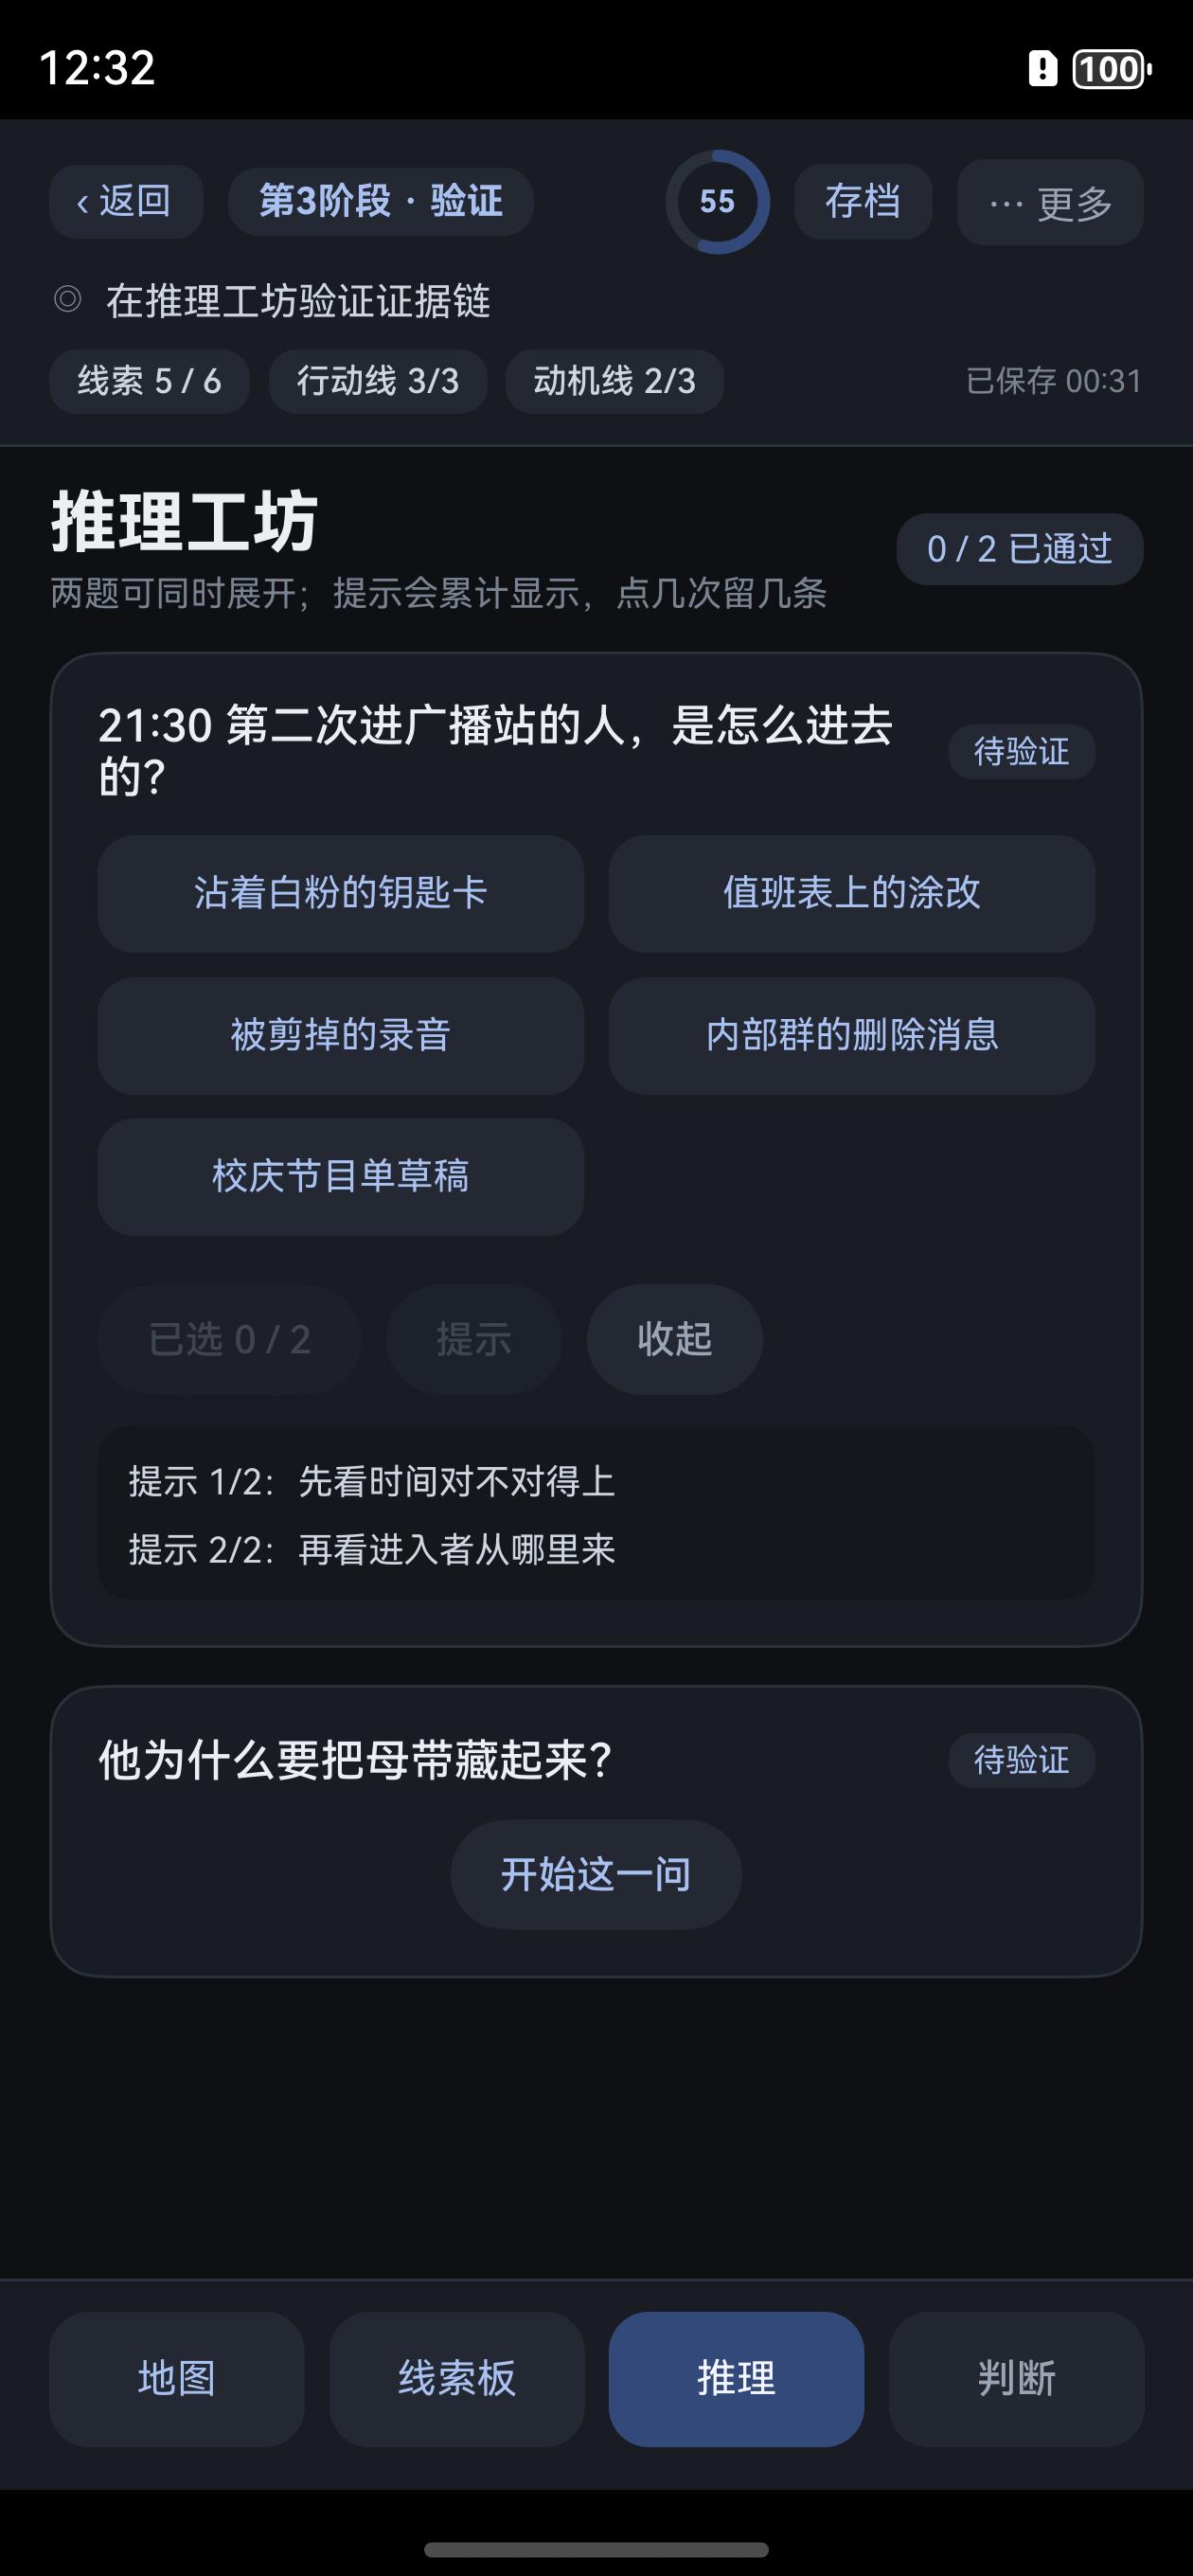 12:32
100
‹ 返回
第3阶段 · 验证
55
存档
··· 更多
◎ 在推理工坊验证证据链
线索 5 / 6
行动线 3/3
动机线 2/3
已保存 00:31
推理工坊
0 / 2 已通过
两题可同时展开；提示会累计显示，点几次留几条
21:30 第二次进广播站的人，是怎么进去
的？
待验证
沾着白粉的钥匙卡
值班表上的涂改
被剪掉的录音
内部群的删除消息
校庆节目单草稿
已选 0 / 2
提示
收起
提示 1/2：先看时间对不对得上
提示 2/2：再看进入者从哪里来
他为什么要把母带藏起来？
待验证
开始这一问
地图
线索板
推理
判断